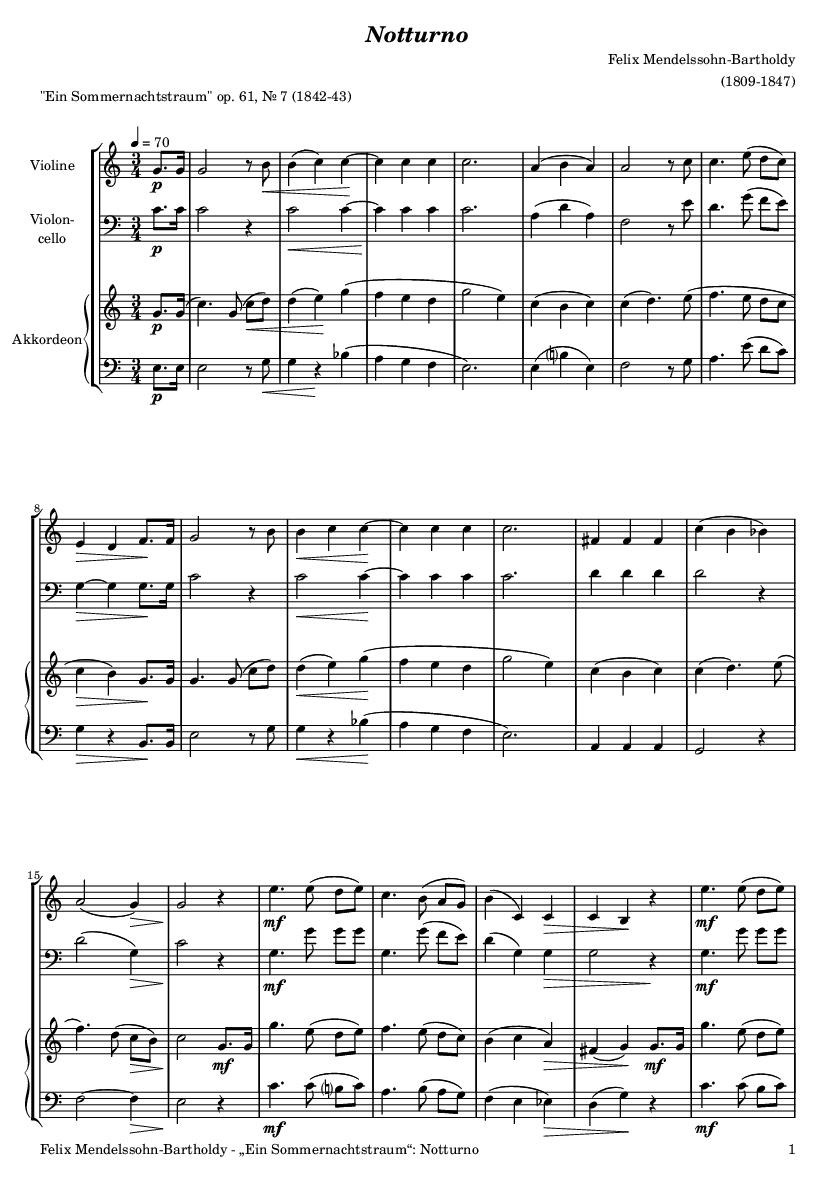 Notturno
Felix Mendelssohn-Bartholdy
(1809-1847)
"Ein Sommernachtstraum" op. 61, № 7 (1842-43)
= 70
Violine
p
Violon-
cello
p
Akkordeon
p
p
8
15
mf
mf
mf
mf
mf
mf
mf
mf
Felix Mendelssohn-Bartholdy - „Ein Sommernachtstraum“: Notturno
1